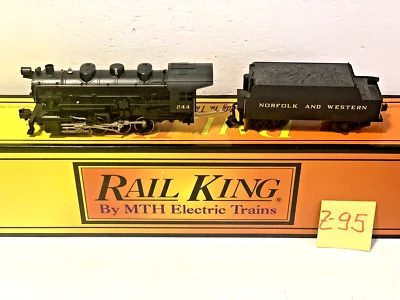 244
NORFOLK AND WESTERN
RAIL KING®
By MTH Electric Trains
Z-95